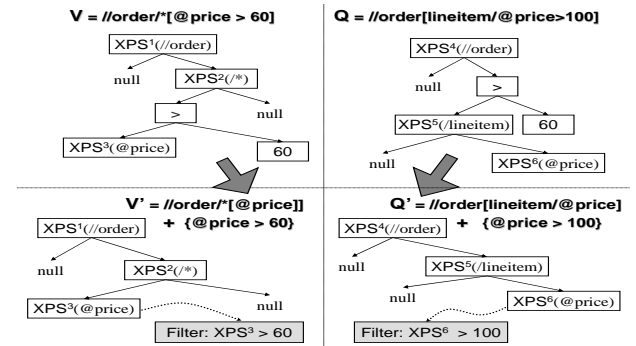 V = //order/*[@price > 60]
XPS¹(//order)
null
XPS²(/*)
>
null
XPS³(@price)
60
Q = //order[lineitem/@price>100]
XPS⁴(//order)
null
>
XPS⁵(/lineitem)
60
null
XPS⁶(@price)
V' = //order/*[@price]]
+ {@price > 60}
XPS¹(//order)
null
XPS²(/*)
XPS³(@price)
null
Filter: XPS³ > 60
Q' = //order[lineitem/@price]
+ {@price > 100}
XPS⁴(//order)
null
XPS⁵(/lineitem)
null
XPS⁶(@price)
Filter: XPS⁶ > 100